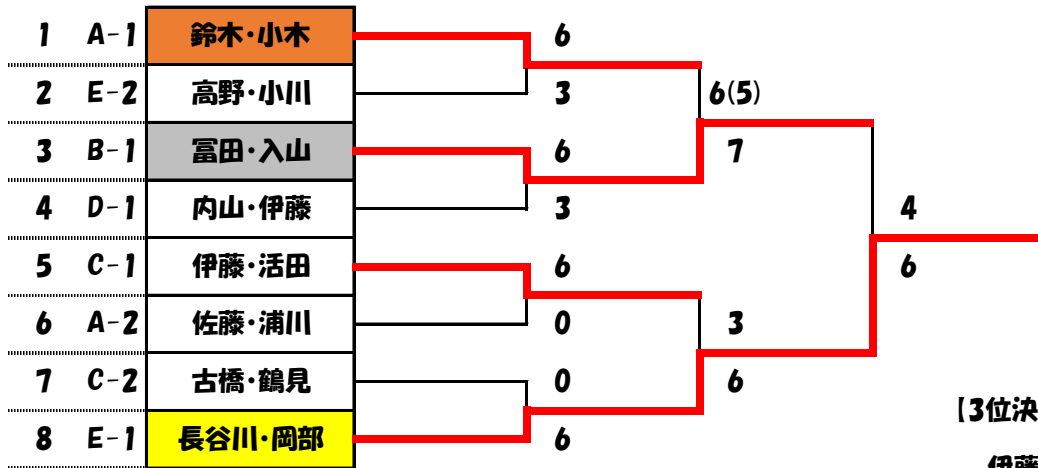 1 A-1 鈴木・小木 6
2 E-2 高野・小川 3 6(5)
3 B-1 冨田・入山 6 7
4 D-1 内山・伊藤 3 4
5 C-1 伊藤・活田 6 6
6 A-2 佐藤・浦川 0 3
7 C-2 古橋・鶴見 0 6
【3位決
8 E-1 長谷川・岡部 6
伊藤